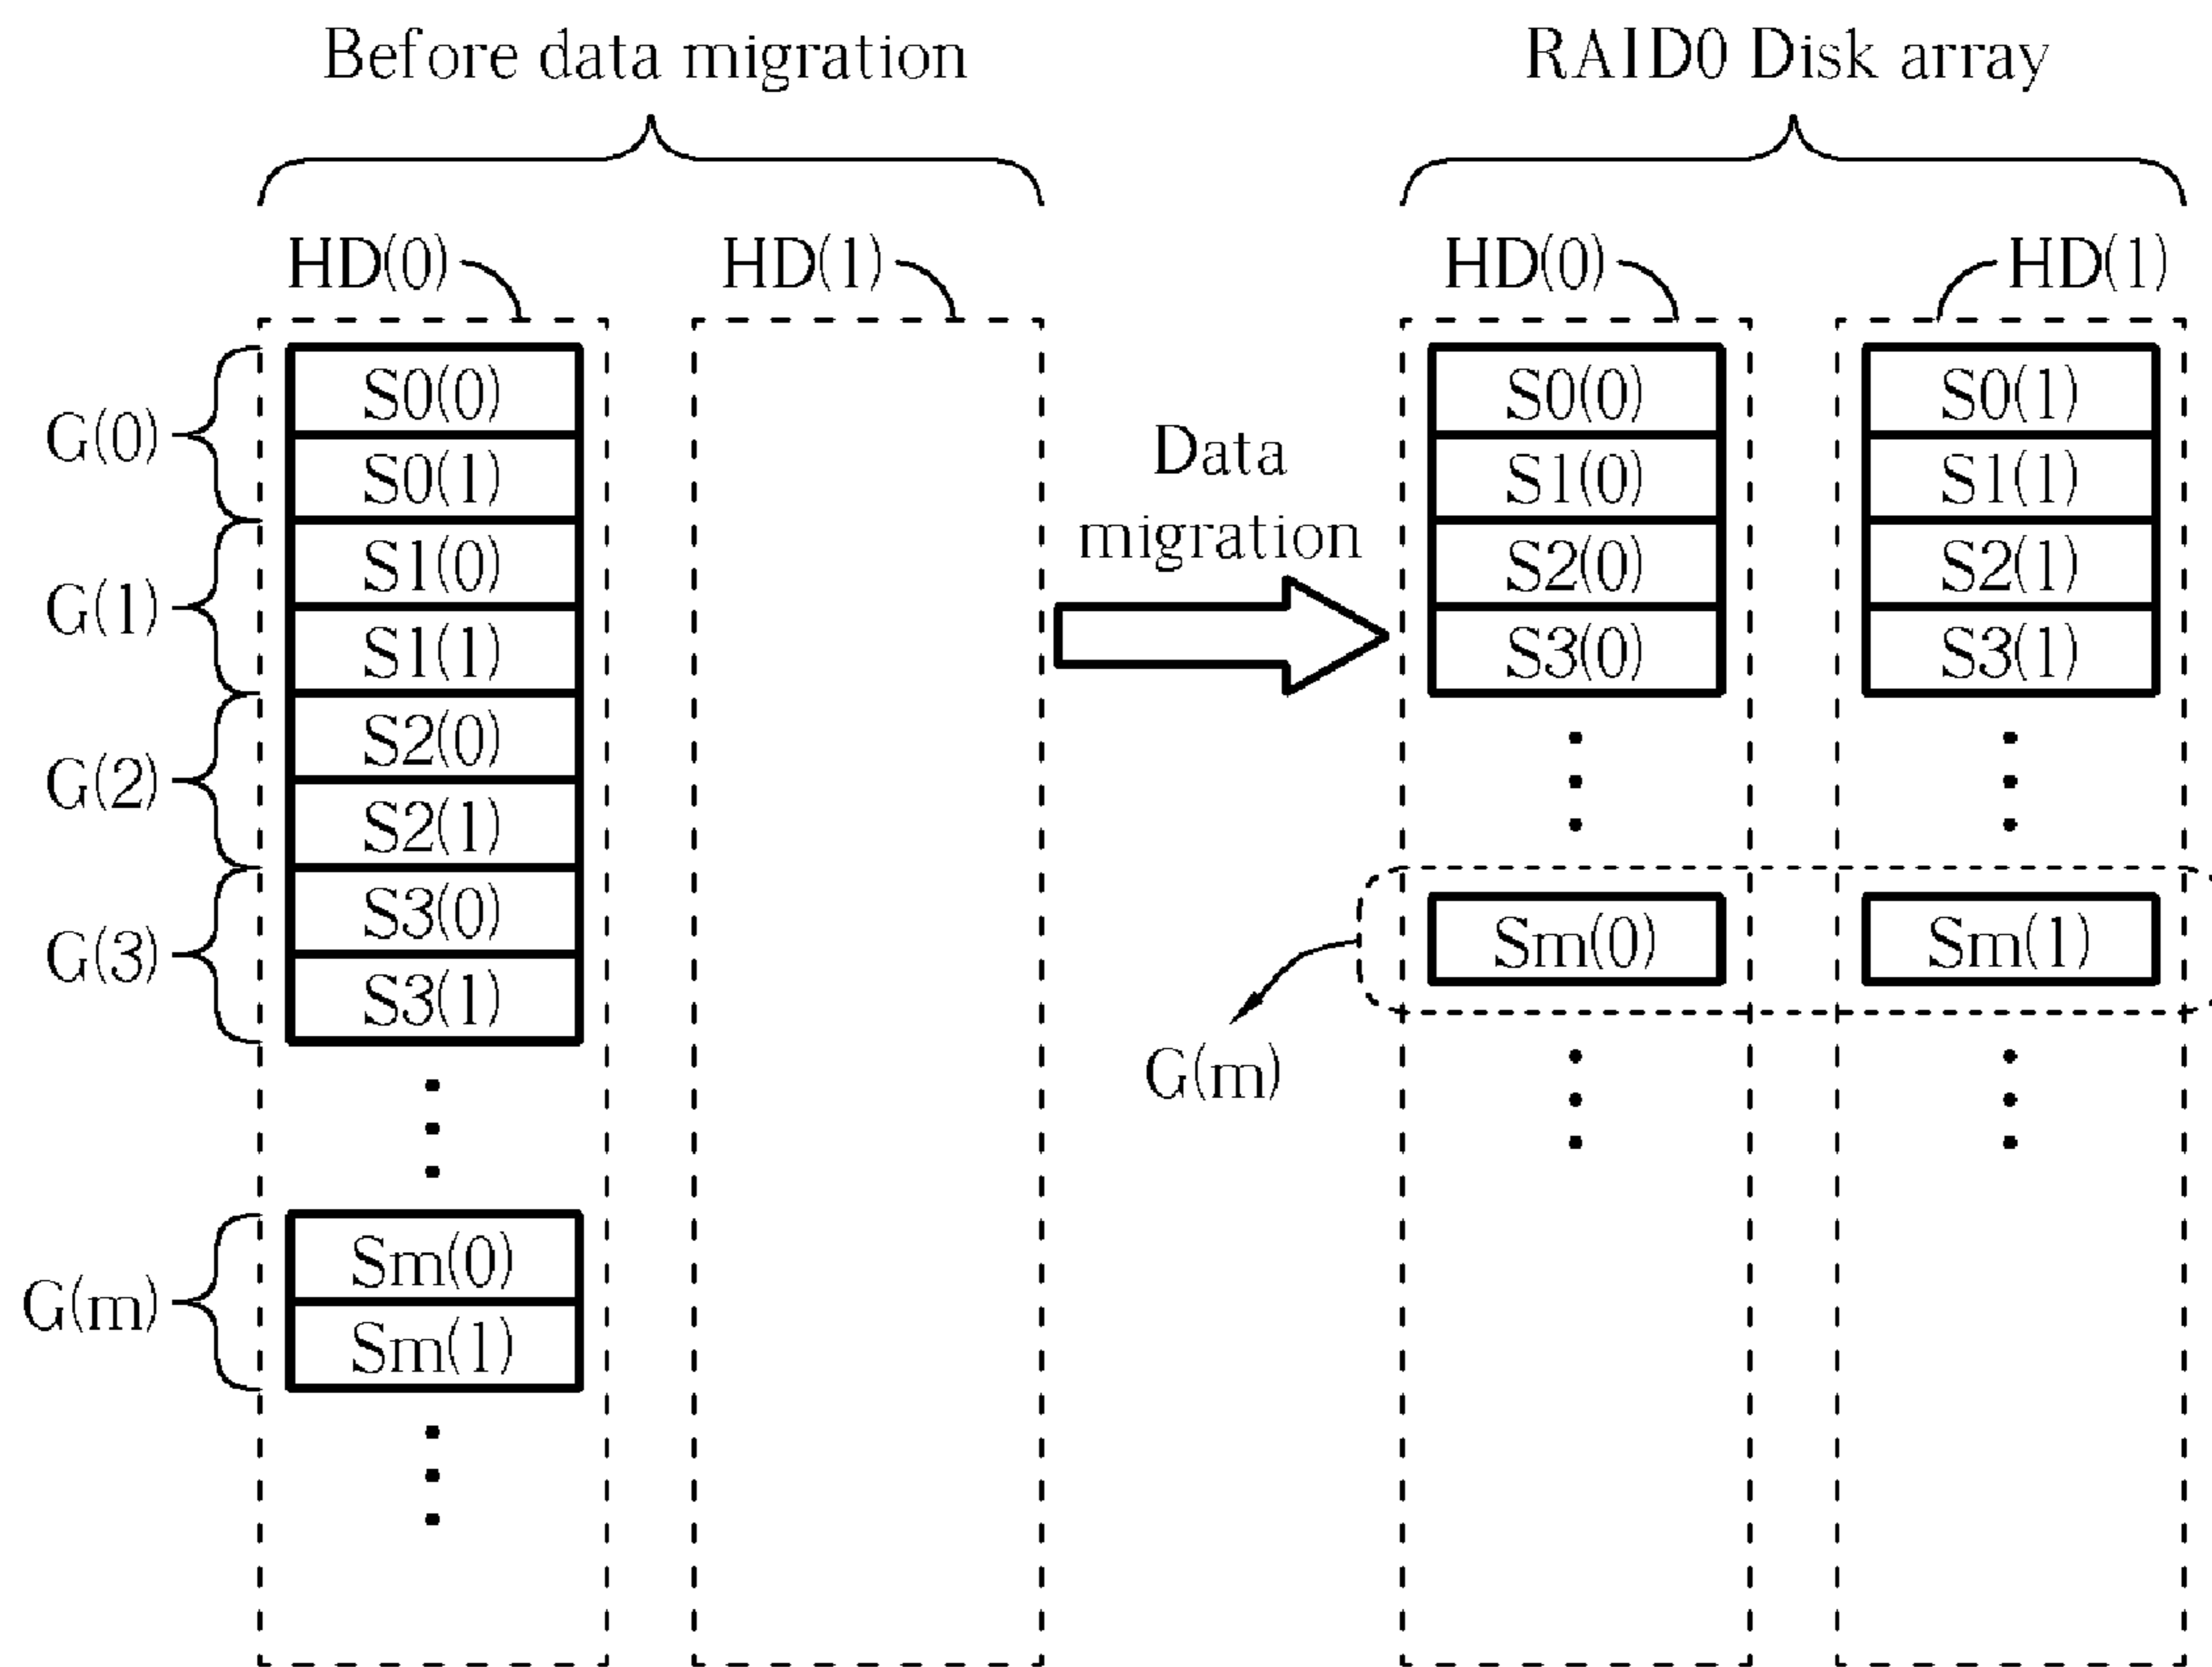 Before data migration
HD(0)
HD(1)
G(0)
G(1)
G(2)
G(3)
G(m)
S0(0)
S0(1)
S1(0)
S1(1)
S2(0)
S2(1)
S3(0)
S3(1)
Sm(0)
Sm(1)
Data
migration
RAID0 Disk array
HD(0)
HD(1)
S0(0)
S1(0)
S2(0)
S3(0)
Sm(0)
S0(1)
S1(1)
S2(1)
S3(1)
Sm(1)
G(m)